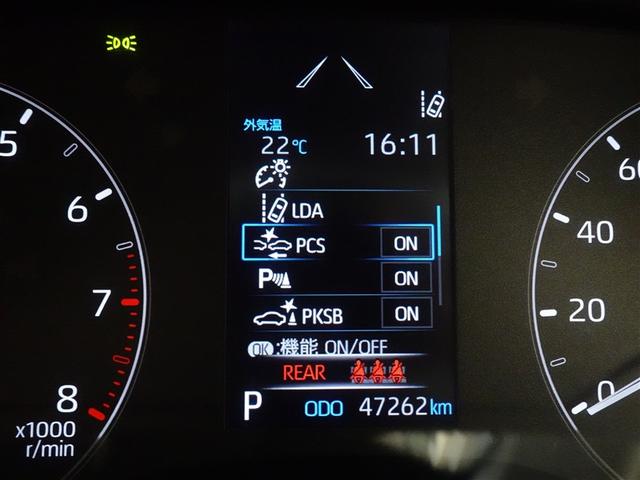 外気温
22℃ 16:11
LDA
PCS ON
P ON
PKSB ON
OK:機能 ON/OFF
REAR
P ODO 47262km
5
6
7
8
x1000
r/min
60
40
20
0